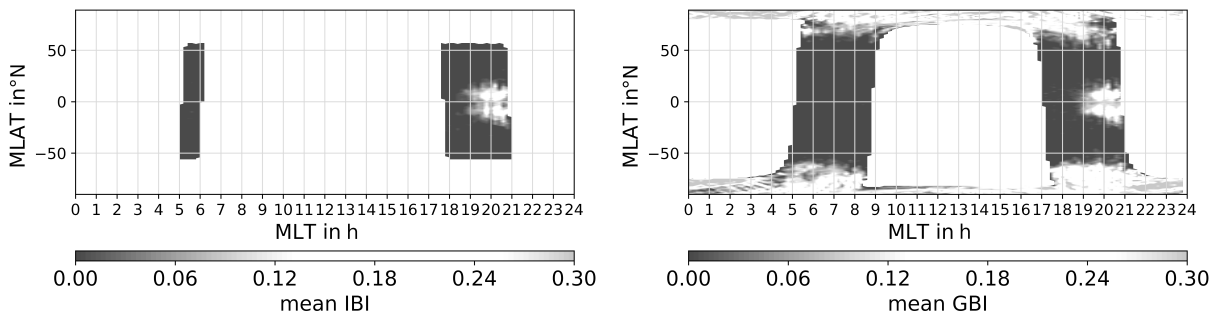 MLAT in°N
50
0
−50
0 1 2 3 4 5 6 7 8 9 10 11 12 13 14 15 16 17 18 19 20 21 22 23 24
MLT in h
0.00 0.06 0.12 0.18 0.24 0.30
mean IBI
MLAT in°N
50
0
−50
0 1 2 3 4 5 6 7 8 9 10 11 12 13 14 15 16 17 18 19 20 21 22 23 24
MLT in h
0.00 0.06 0.12 0.18 0.24 0.30
mean GBI